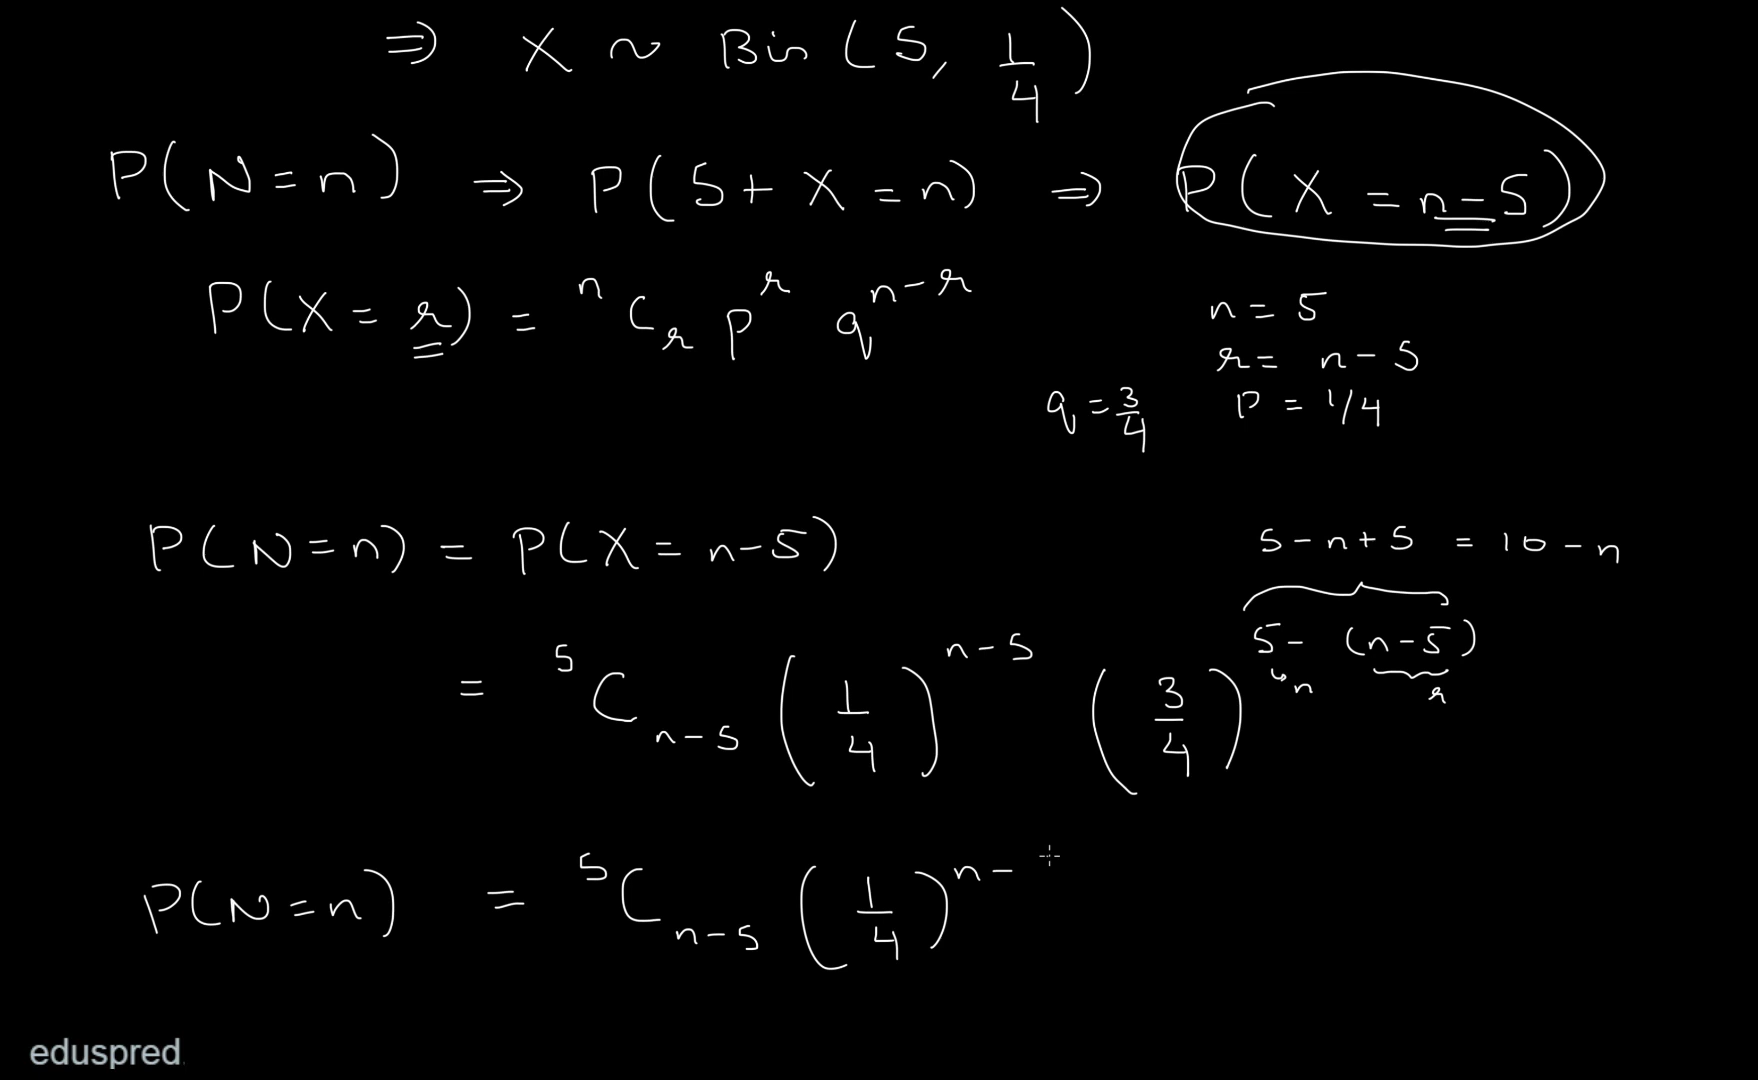 ⇒ X ~ Bin (5, 1/4)
P(N=n) ⇒ P(5+X=n) ⇒ P(X=n-5)
P(X=r) = ⁿCᵣ pʳ qⁿ⁻ʳ
n = 5
r = n-5
q = 3/4 P = 1/4
P(N=n) = P(X=n-5)
5-n+5 = 10-n
= ⁵Cₙ₋₅ (1/4)ⁿ⁻⁵ (3/4)⁵⁻⁽ⁿ⁻⁵⁾
n r
P(N=n) = ⁵Cₙ₋₅ (1/4)ⁿ⁻
eduspred.